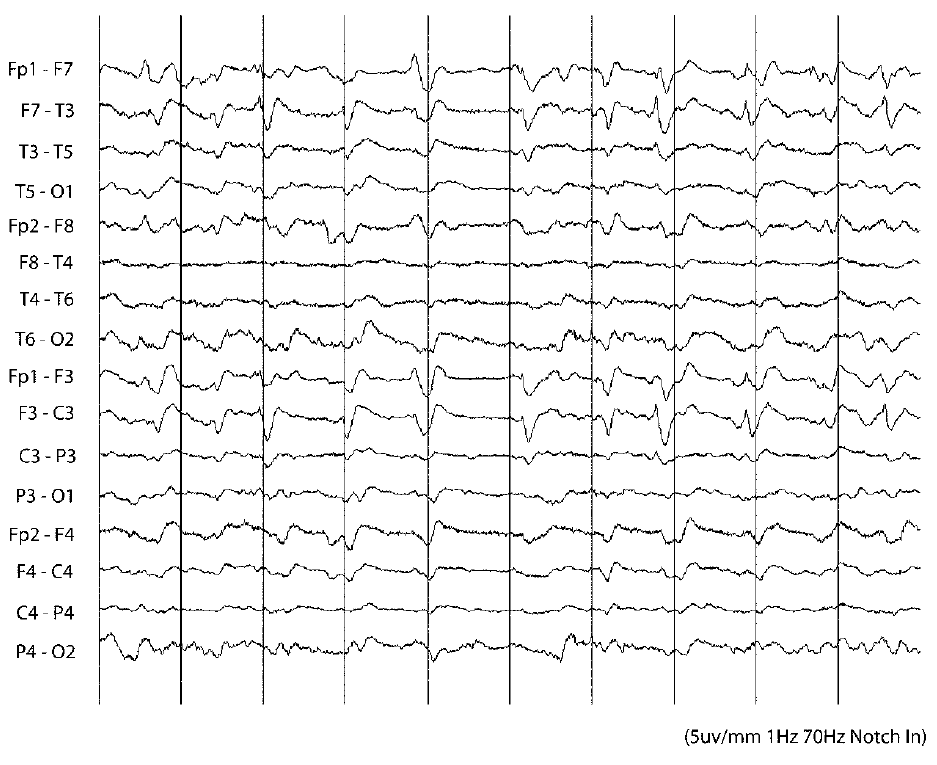 Fp1 - F7
F7 - T3
T3 - T5
T5 - O1
Fp2 - F8
F8 - T4
T4 - T6
T6 - O2
Fp1 - F3
F3 - C3
C3 - P3
P3 - O1
Fp2 - F4
F4 - C4
C4 - P4
P4 - O2
(5uv/mm 1Hz 70Hz Notch In)